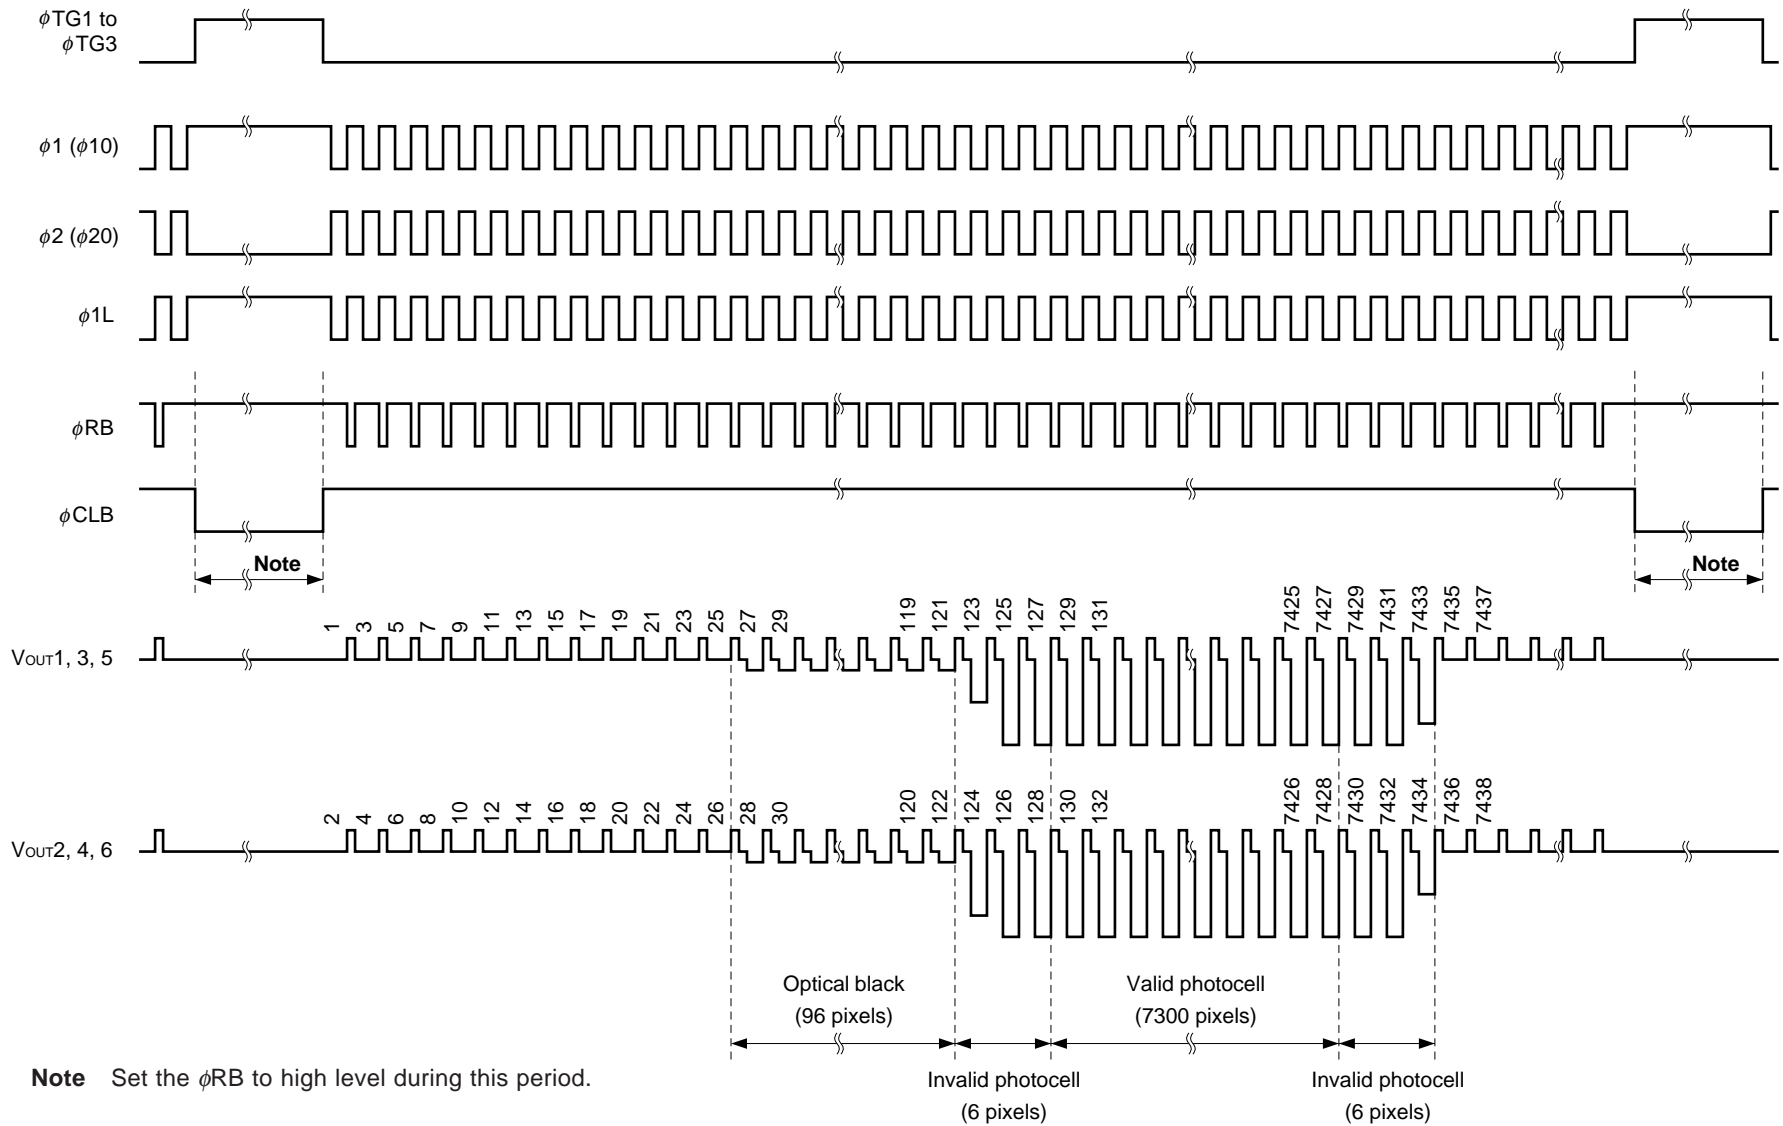 ϕTG1 to
ϕTG3
ϕ1 (ϕ10)
ϕ2 (ϕ20)
ϕ1L
ϕRB
ϕCLB
Note
Note
1 3 5 7 9 11 13 15 17 19 21 23 25 27 29 119 121 123 125 127 129 131 7425 7427 7429 7431 7433 7435 7437
VOUT1, 3, 5
2 4 6 8 10 12 14 16 18 20 22 24 26 28 30 120 122 124 126 128 130 132 7426 7428 7430 7432 7434 7436 7438
VOUT2, 4, 6
Optical black
(96 pixels)
Valid photocell
(7300 pixels)
Invalid photocell
(6 pixels)
Invalid photocell
(6 pixels)
Note Set the ϕRB to high level during this period.